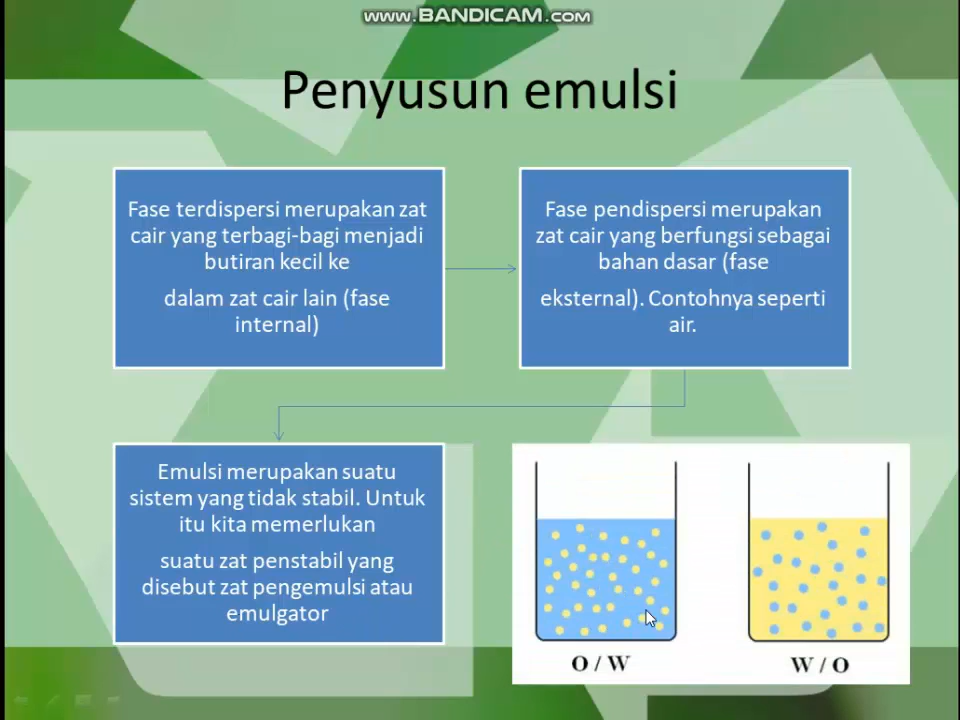 www.BANDICAM.com
Penyusun emulsi
Fase terdispersi merupakan zat
cair yang terbagi-bagi menjadi
butiran kecil ke
dalam zat cair lain (fase
internal)
Fase pendispersi merupakan
zat cair yang berfungsi sebagai
bahan dasar (fase
eksternal). Contohnya seperti
air.
Emulsi merupakan suatu
sistem yang tidak stabil. Untuk
itu kita memerlukan
suatu zat penstabil yang
disebut zat pengemulsi atau
emulgator
O / W
W / O